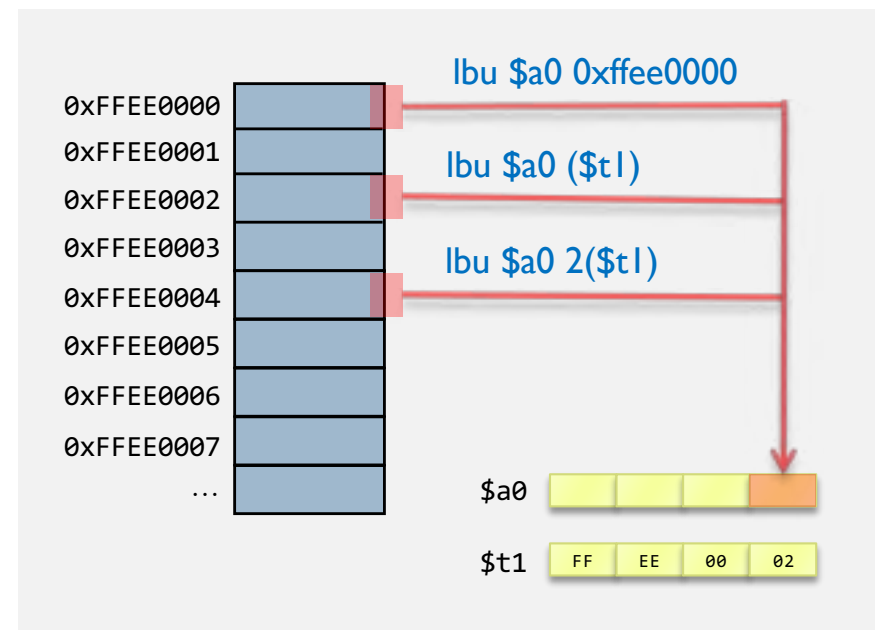 lbu $a0 0xffee0000
0xFFEE0000
0xFFEE0001
lbu $a0 ($t1)
0xFFEE0002
0xFFEE0003
lbu $a0 2($t1)
0xFFEE0004
0xFFEE0005
0xFFEE0006
0xFFEE0007
...
$a0
$t1 FF EE 00 02